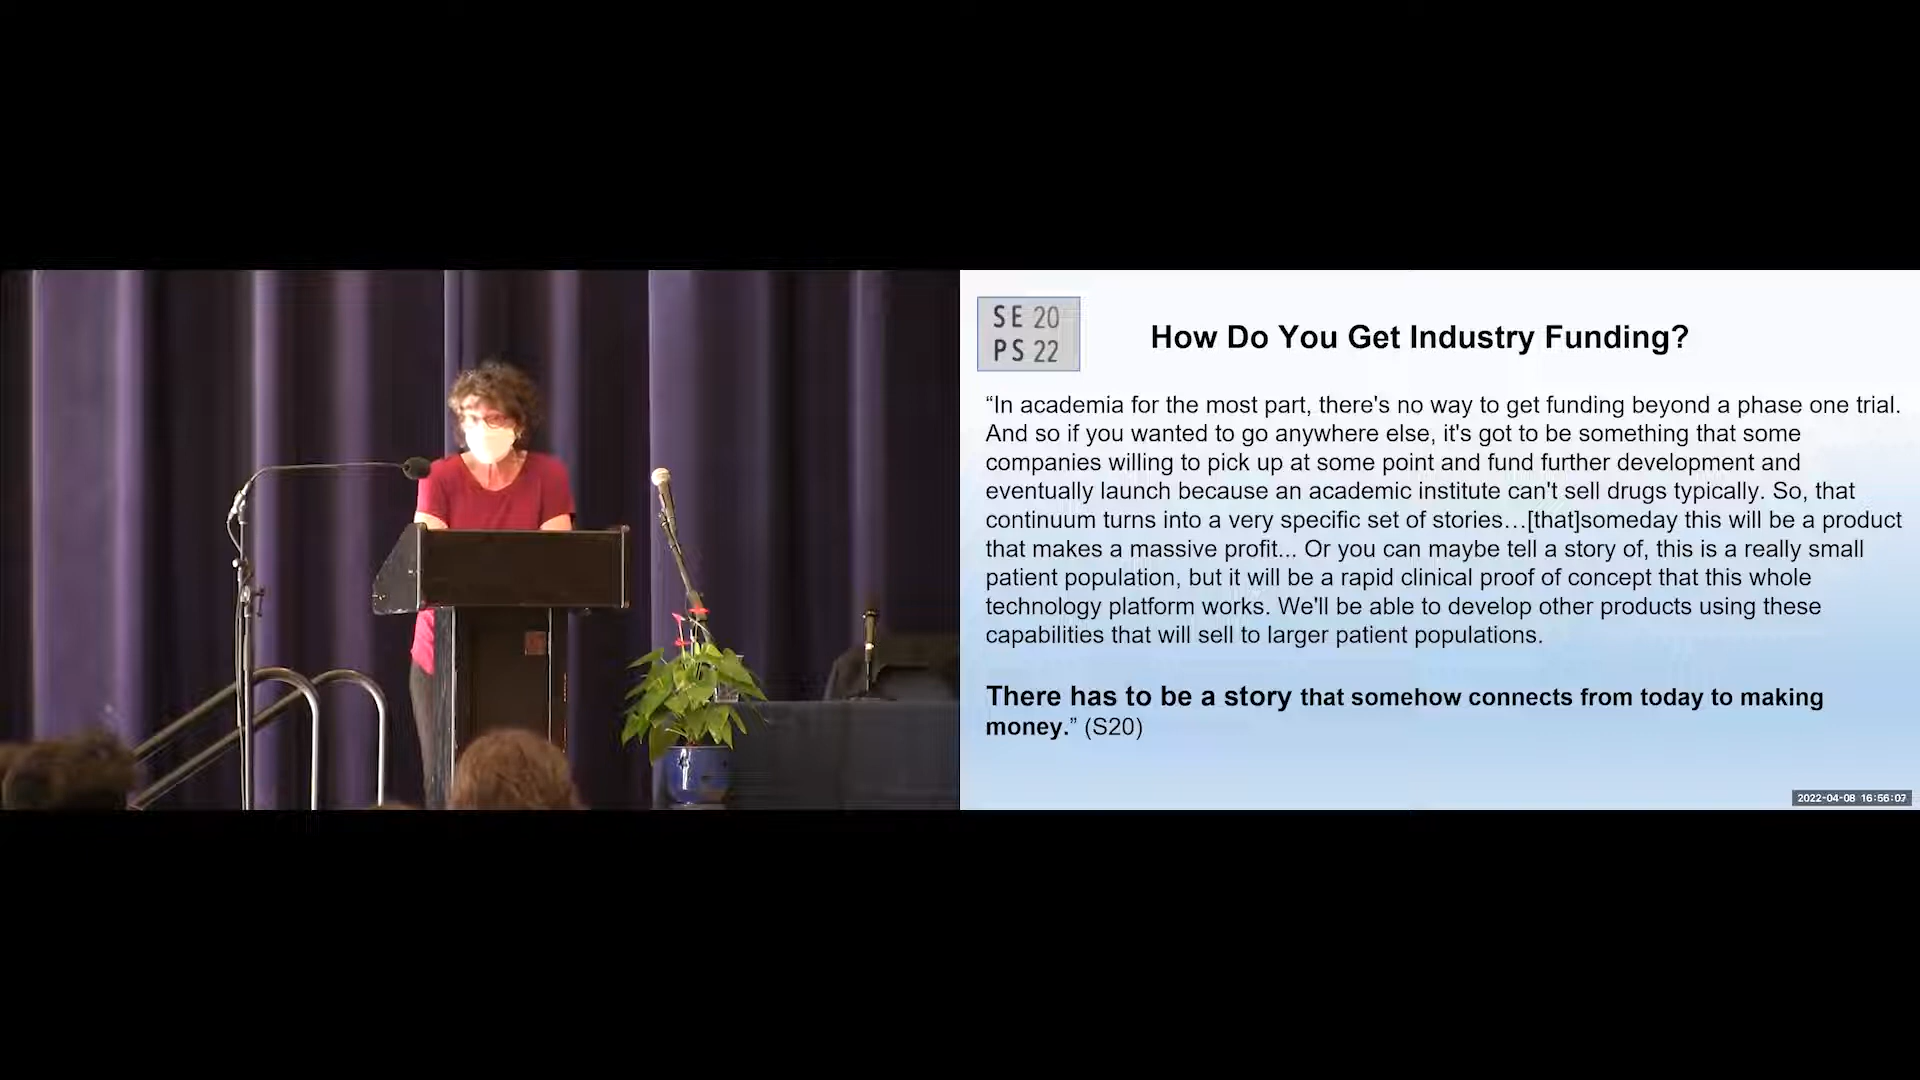 SE 20
PS 22
How Do You Get Industry Funding?
“In academia for the most part, there's no way to get funding beyond a phase one trial.
And so if you wanted to go anywhere else, it's got to be something that some
companies willing to pick up at some point and fund further development and
eventually launch because an academic institute can't sell drugs typically. So, that
continuum turns into a very specific set of stories…[that]someday this will be a product
that makes a massive profit... Or you can maybe tell a story of, this is a really small
patient population, but it will be a rapid clinical proof of concept that this whole
technology platform works. We'll be able to develop other products using these
capabilities that will sell to larger patient populations.
There has to be a story that somehow connects from today to making
money.” (S20)
2022-04-08 16:56:07